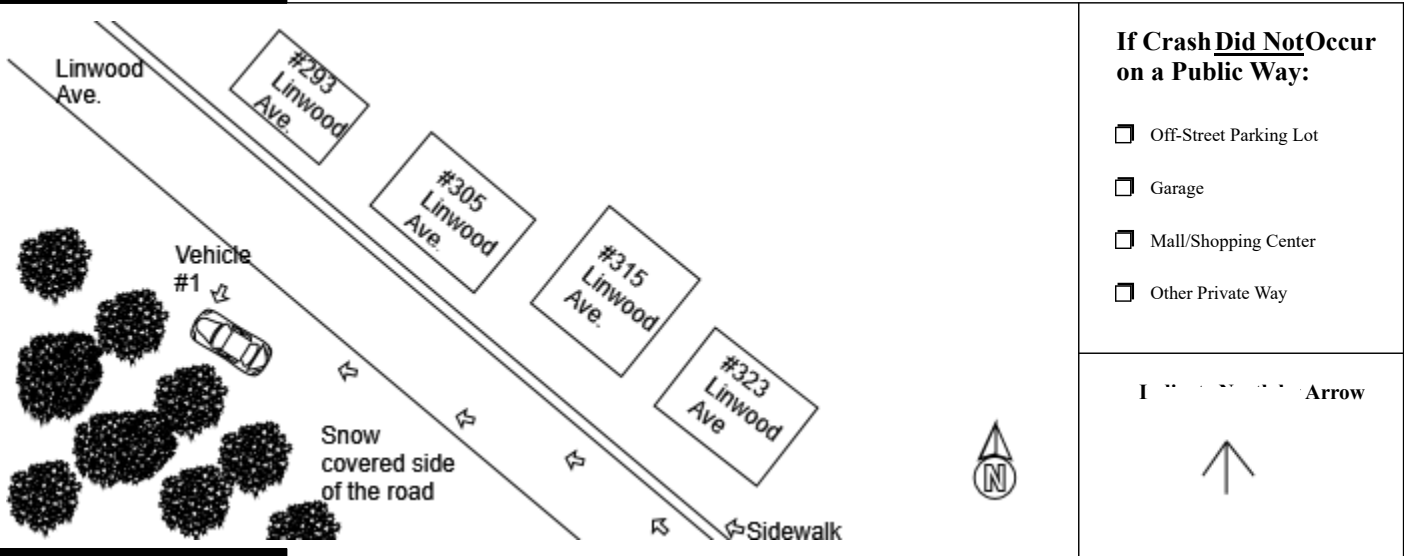 Linwood
Ave.
#293
Linwood
Ave.
#305
Linwood
Ave.
#315
Linwood
Ave.
#323
Linwood
Ave
Vehicle
#1
Snow
covered side
of the road
Sidewalk
N
If Crash Did Not Occur
on a Public Way:
Off-Street Parking Lot
Garage
Mall/Shopping Center
Other Private Way
Arrow